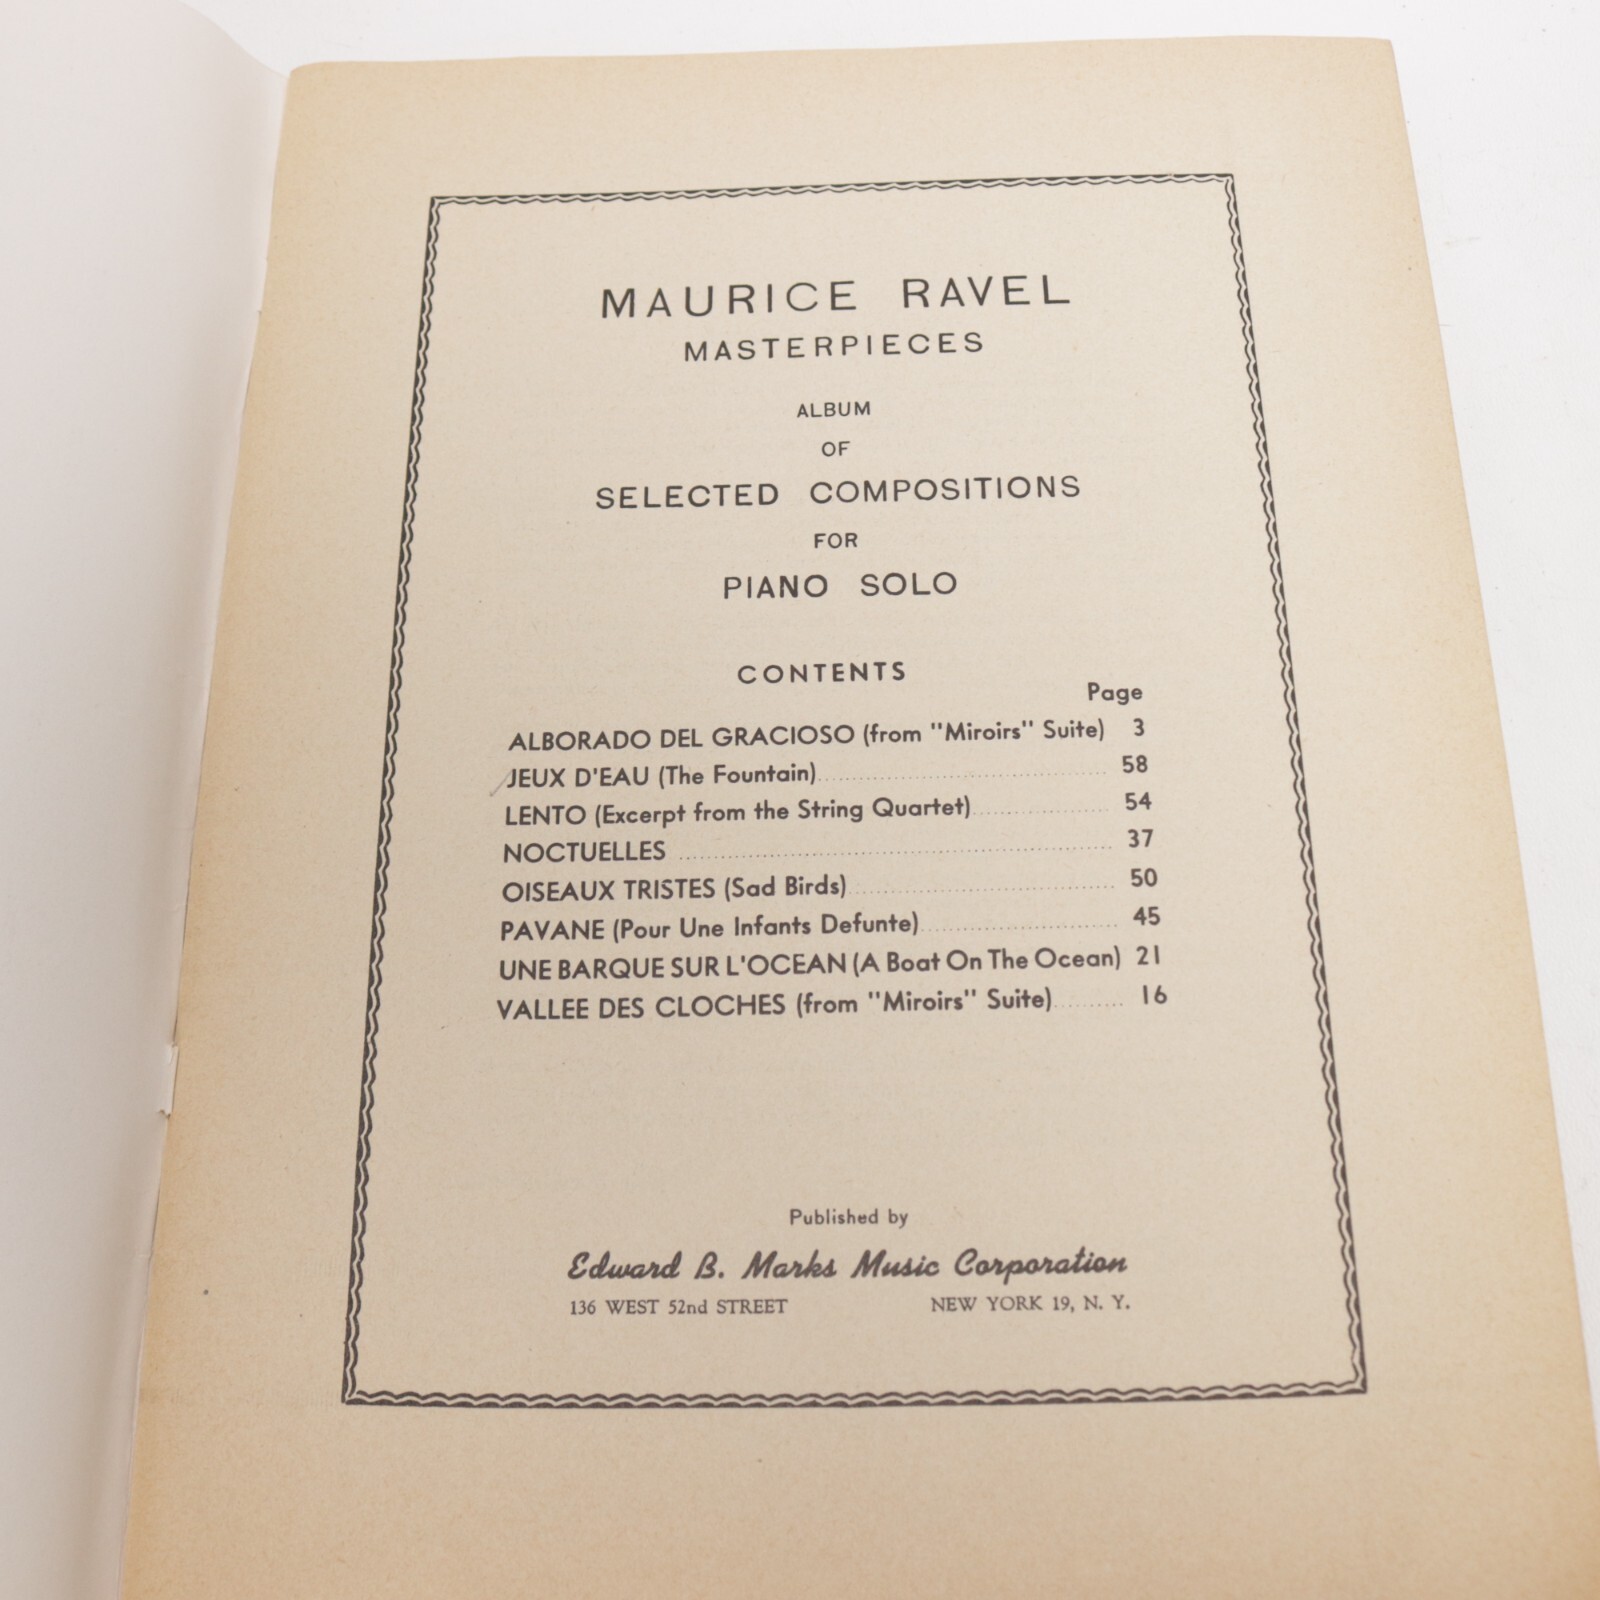 MAURICE RAVEL
MASTERPIECES
ALBUM
OF
SELECTED COMPOSITIONS
FOR
PIANO SOLO
CONTENTS
Page
ALBORADO DEL GRACIOSO (from "Miroirs" Suite) 3
JEUX D'EAU (The Fountain) 58
LENTO (Excerpt from the String Quartet) 54
NOCTUELLES 37
OISEAUX TRISTES (Sad Birds) 50
PAVANE (Pour Une Infants Defunte) 45
UNE BARQUE SUR L'OCEAN (A Boat On The Ocean) 21
VALLEE DES CLOCHES (from "Miroirs" Suite) 16
Published by
Edward B. Marks Music Corporation
136 WEST 52nd STREET NEW YORK 19, N. Y.